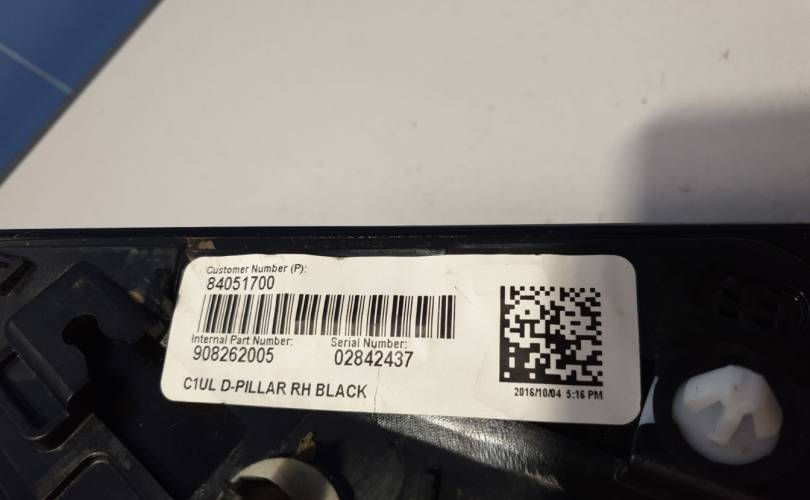 Customer Number (P):
84051700
Internal Part Number: Serial Number:
908262005 02842437
C1UL D-PILLAR RH BLACK
2016/10/04 5:16 PM